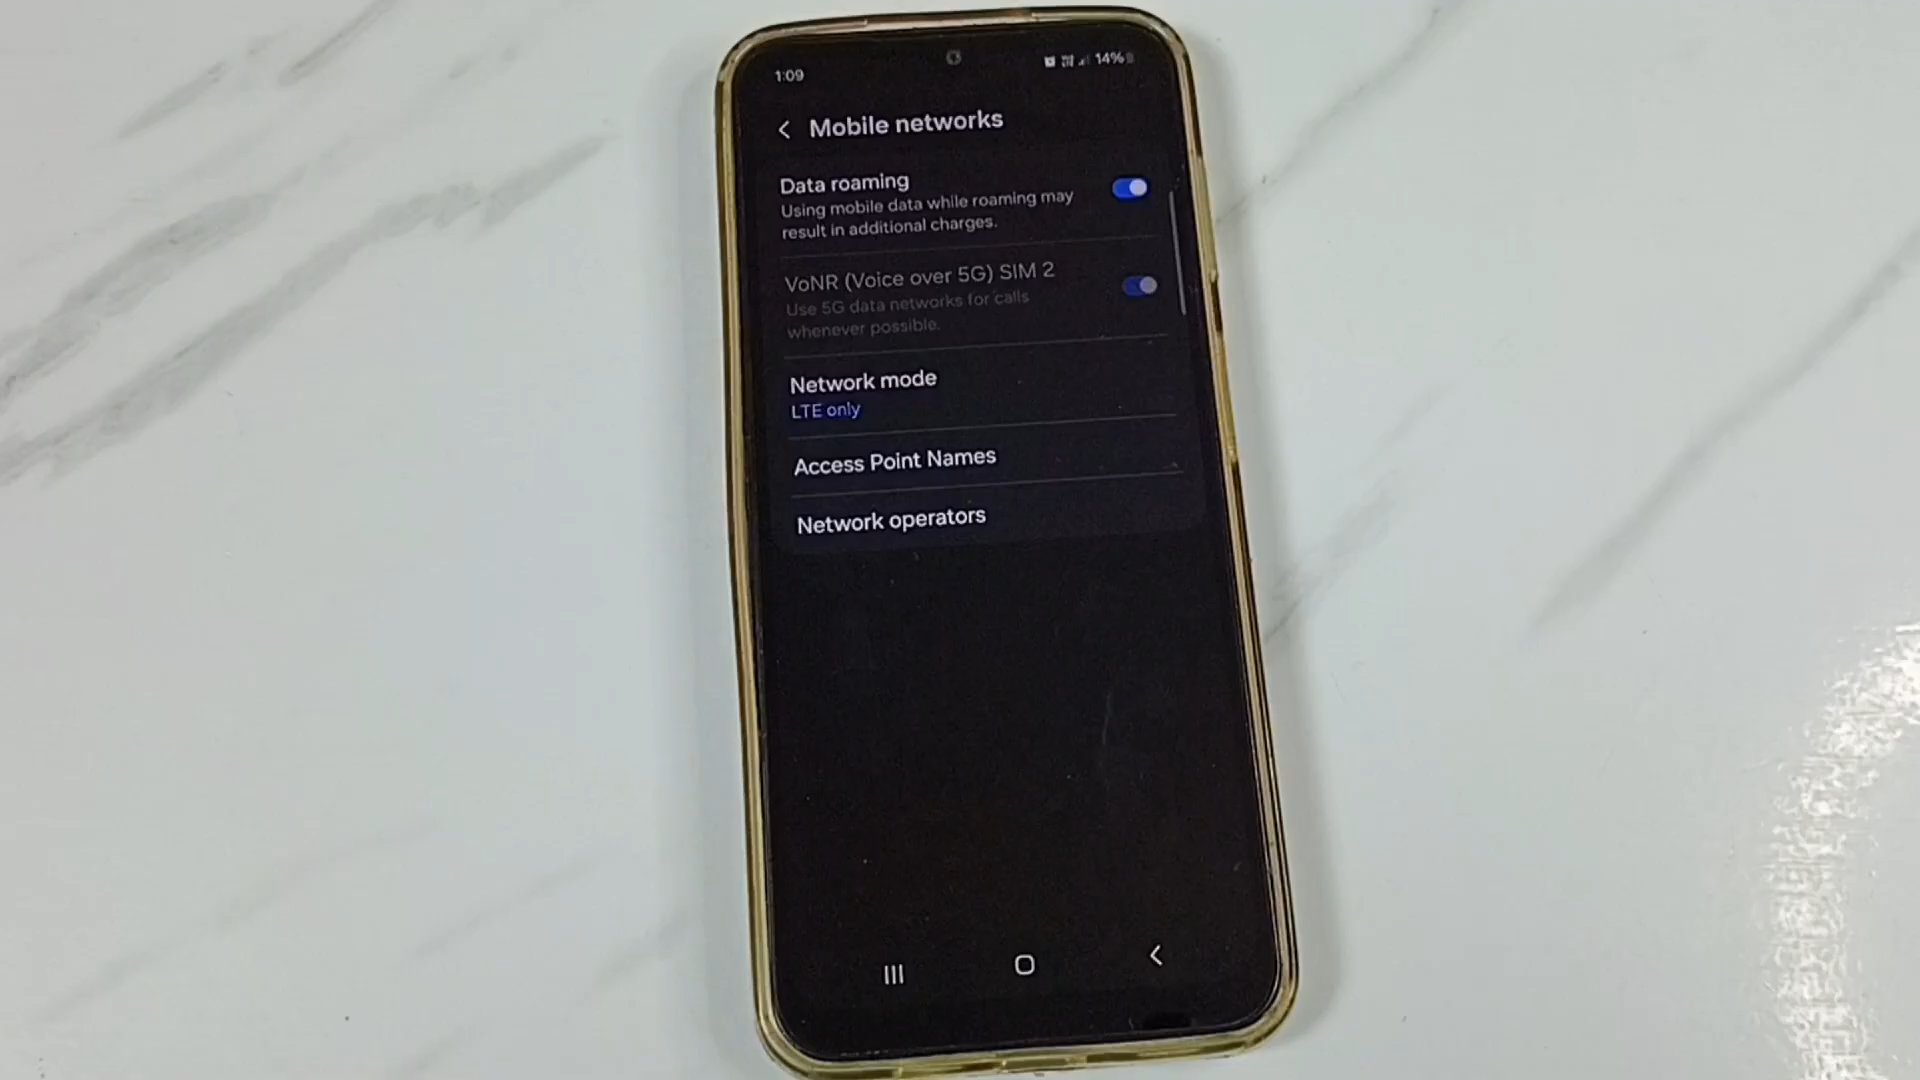 1:09
14%
Mobile networks
Data roaming
Using mobile data while roaming may
result in additional charges.
VoNR (Voice over 5G) SIM 2
Use 5G data networks for calls
whenever possible.
Network mode
LTE only
Access Point Names
Network operators